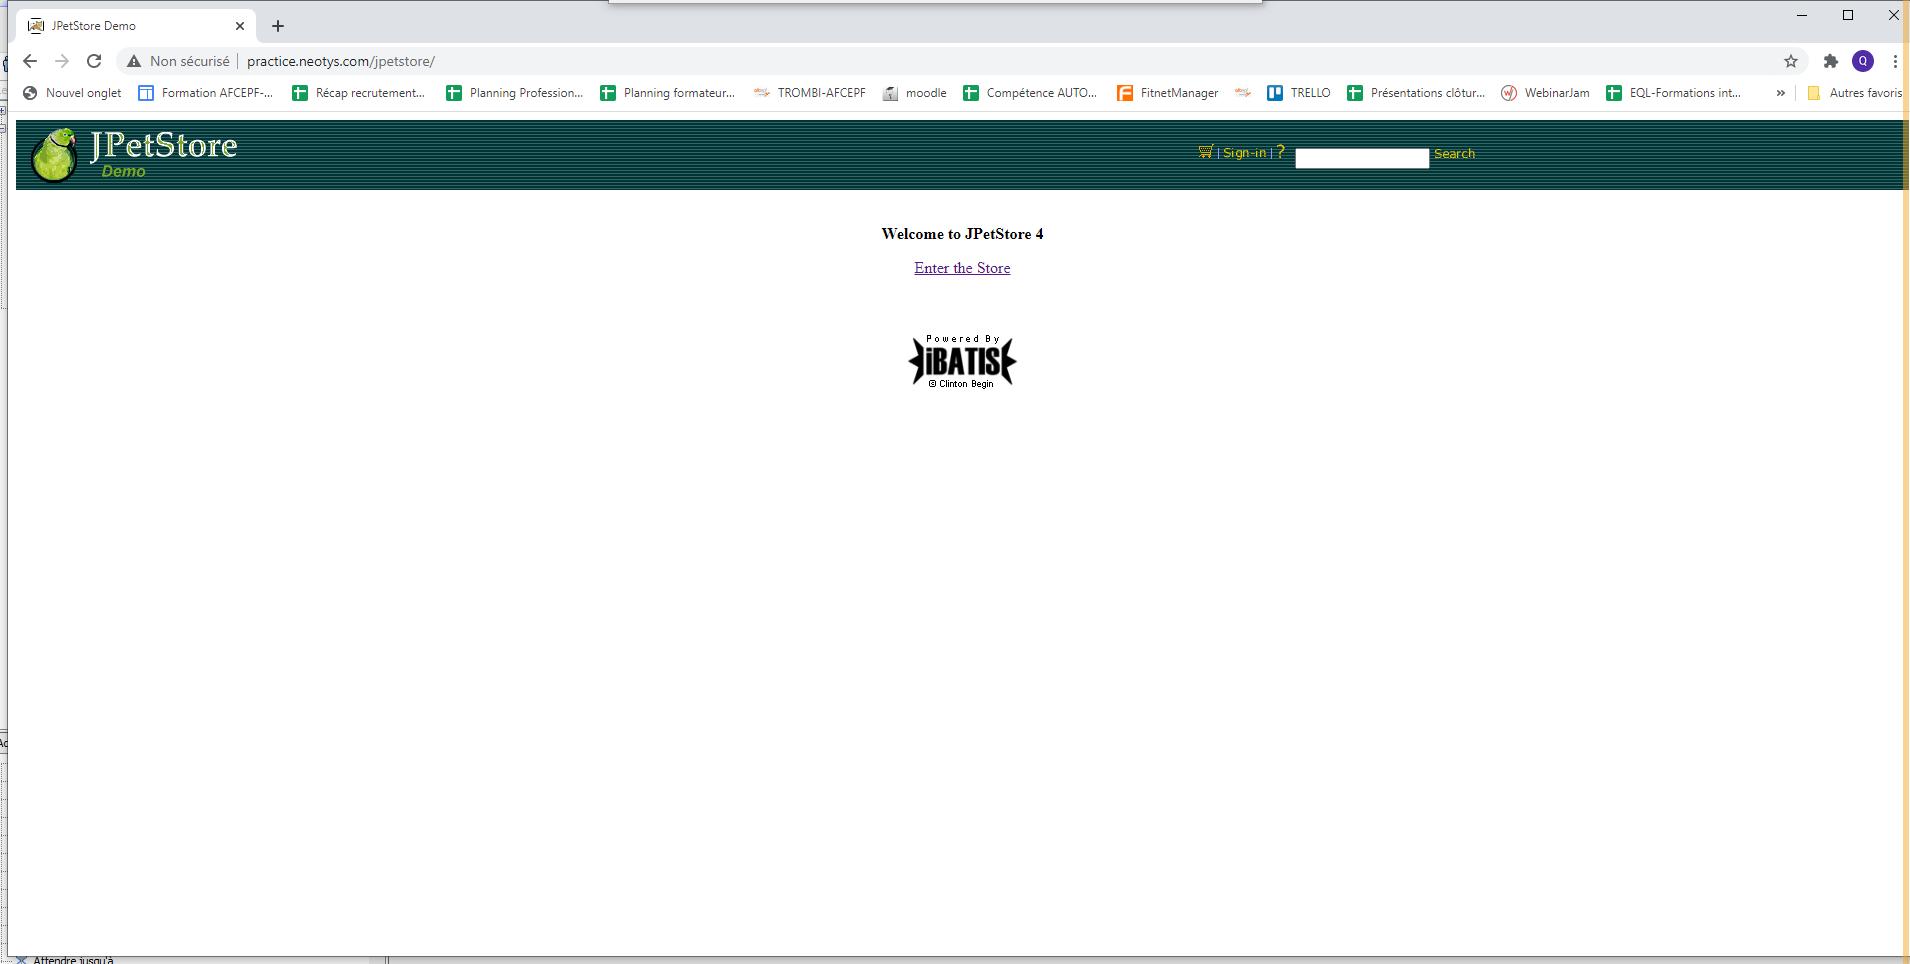 JPetStore Demo
Non sécurisé practice.neotys.com/jpetstore/
Nouvel onglet Formation AFCEPF-... Récap recrutement... Planning Profession... Planning formateur... TROMBI-AFCEPF moodle Compétence AUTO... FitnetManager TRELLO Présentations clôtur... WebinarJam EQL-Formations int... » Autres favoris
JPetStore
Demo
| Sign-in | ? Search
Welcome to JPetStore 4
Enter the Store
Powered By
iBATIS
© Clinton Begin
Attendre jusqu'à